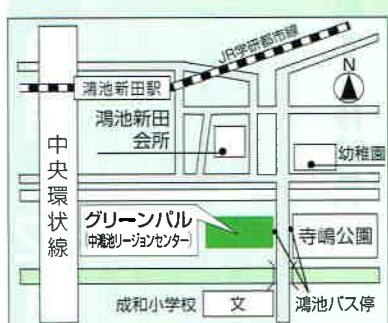 JR学研都市線
N
鴻池新田駅
鴻池新田
会所
幼稚園
中央環状線
グリーンパル
(中鴻池リージョンセンター)
寺嶋公園
成和小学校
文
鴻池バス停